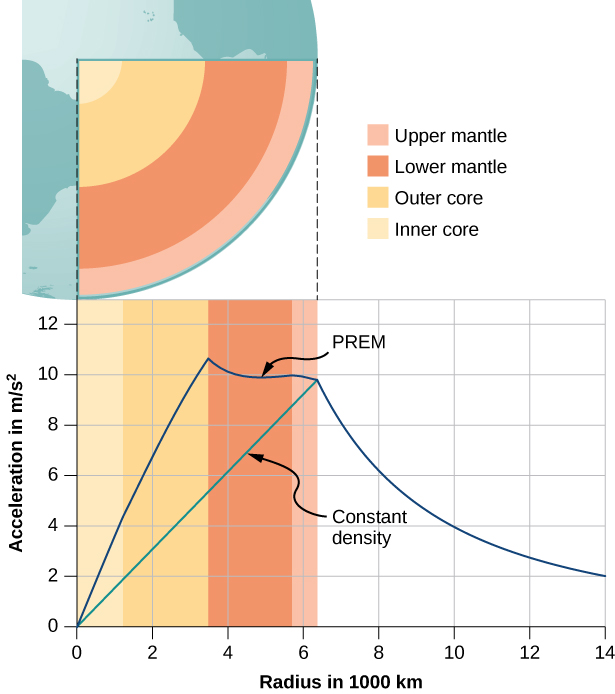 Upper mantle
Lower mantle
Outer core
Inner core
12
10
8
6
4
2
0
Acceleration in m/s²
PREM
Constant
density
0 2 4 6 8 10 12 14
Radius in 1000 km